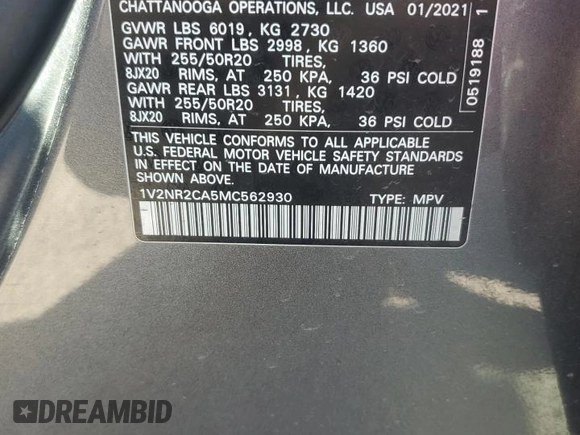 CHATTANOOGA OPERATIONS, LLC. USA 01/2021
GVWR LBS 6019, KG 2730
GAWR FRONT LBS 2998, KG 1360
WITH 255/50R20 TIRES,
8JX20 RIMS, AT 250 KPA, 36 PSI COLD
GAWR REAR LBS 3131, KG 1420
WITH 255/50R20 TIRES,
8JX20 RIMS, AT 250 KPA, 36 PSI COLD
THIS VEHICLE CONFORMS TO ALL APPLICABLE
U.S. FEDERAL MOTOR VEHICLE SAFETY STANDARDS
IN EFFECT ON THE DATE OF MANUFACTURE
SHOWN ABOVE.
1V2NR2CA5MC562930 TYPE: MPV
0519188 1
DREAMBID